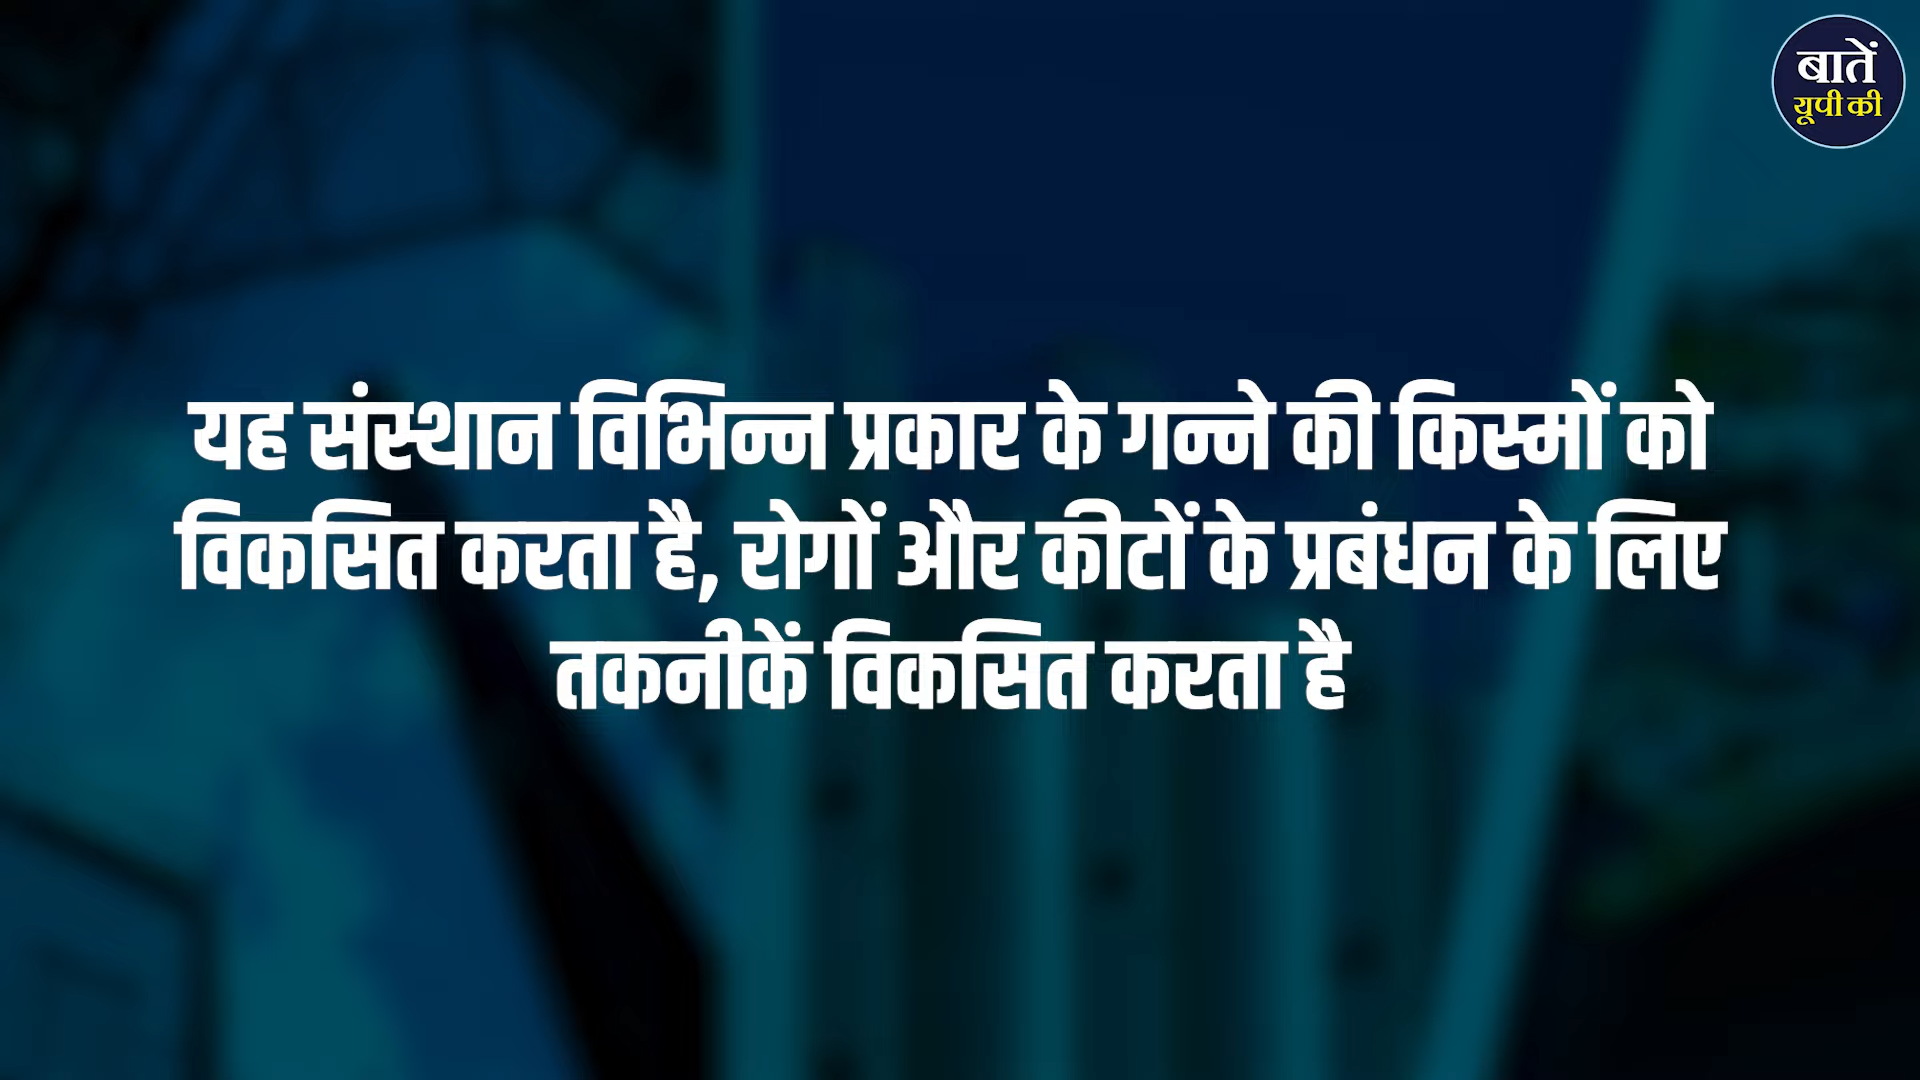 बातें
यूपी की
यह संस्थान विभिन्न प्रकार के गन्ने की किस्मों को
विकसित करता है, रोगों और कीटों के प्रबंधन के लिए
तकनीकें विकसित करता है